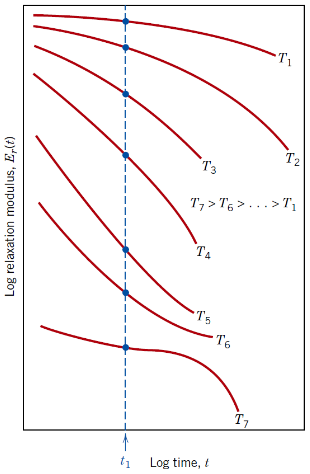 Log relaxation modulus, Eᵣ(t)
T₁
T₂
T₃
T₇ > T₆ > . . . > T₁
T₄
T₅
T₆
T₇
t₁ Log time, t